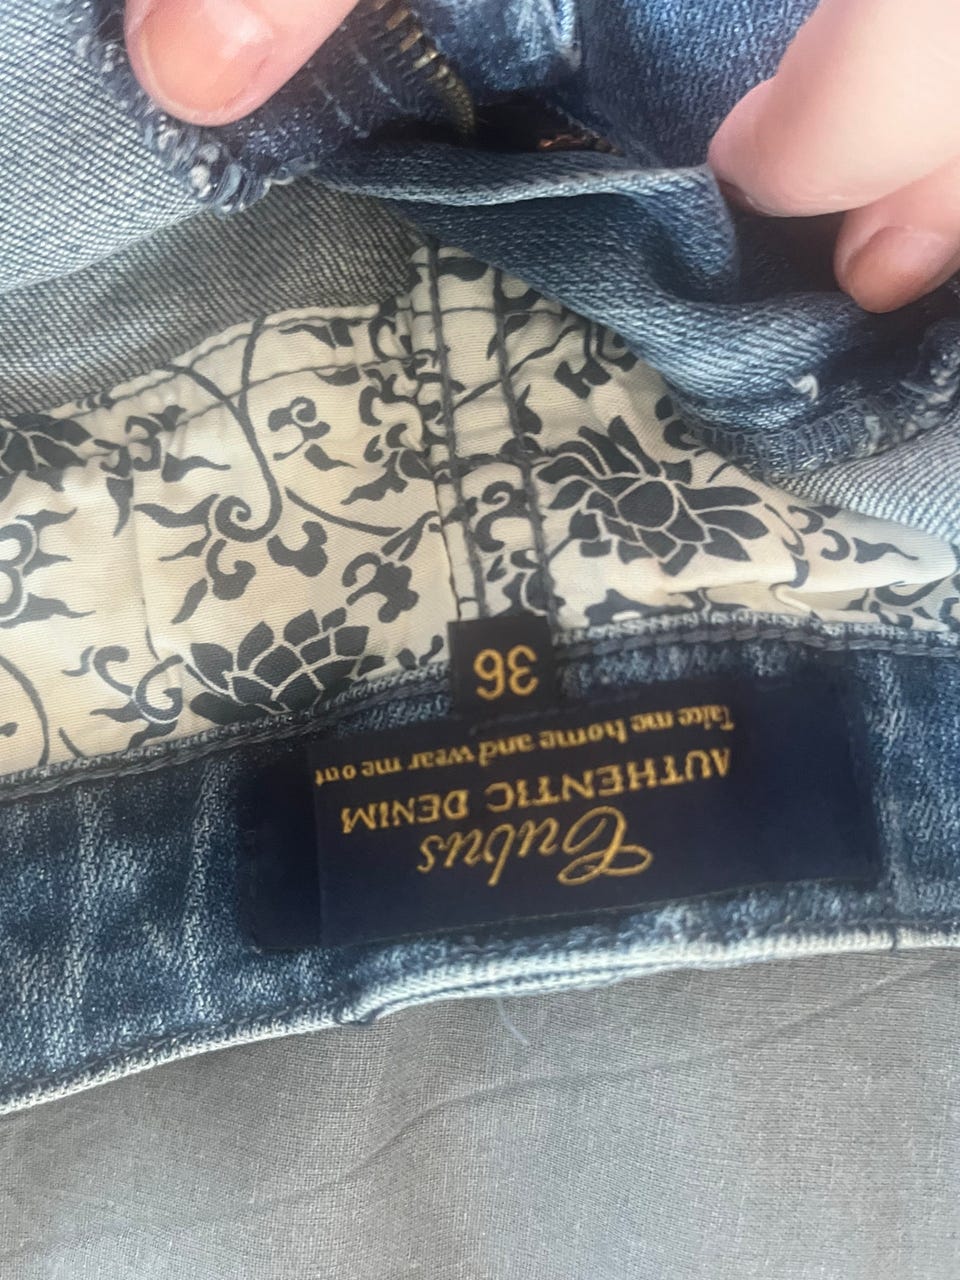 Cubus
AUTHENTIC DENIM
Take me home and wear me out
36